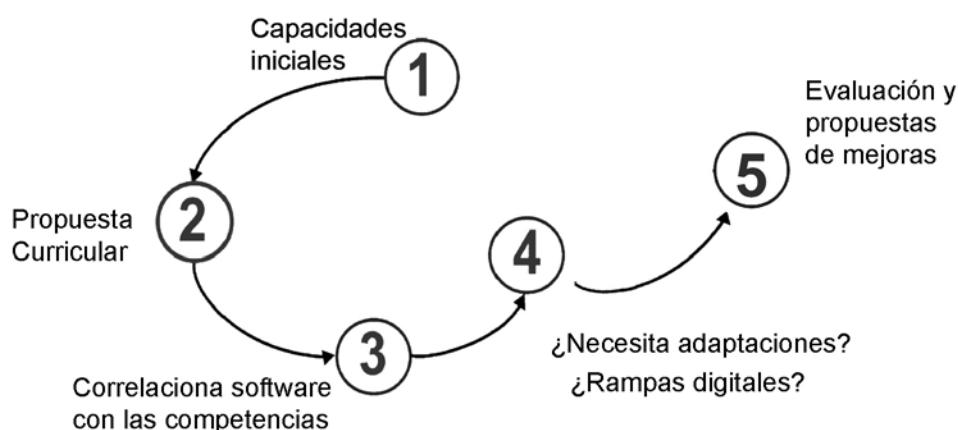 Capacidades
iniciales
1
2
Propuesta
Curricular
3
Correlaciona software
con las competencias
4
¿Necesita adaptaciones?
¿Rampas digitales?
5
Evaluación y
propuestas
de mejoras